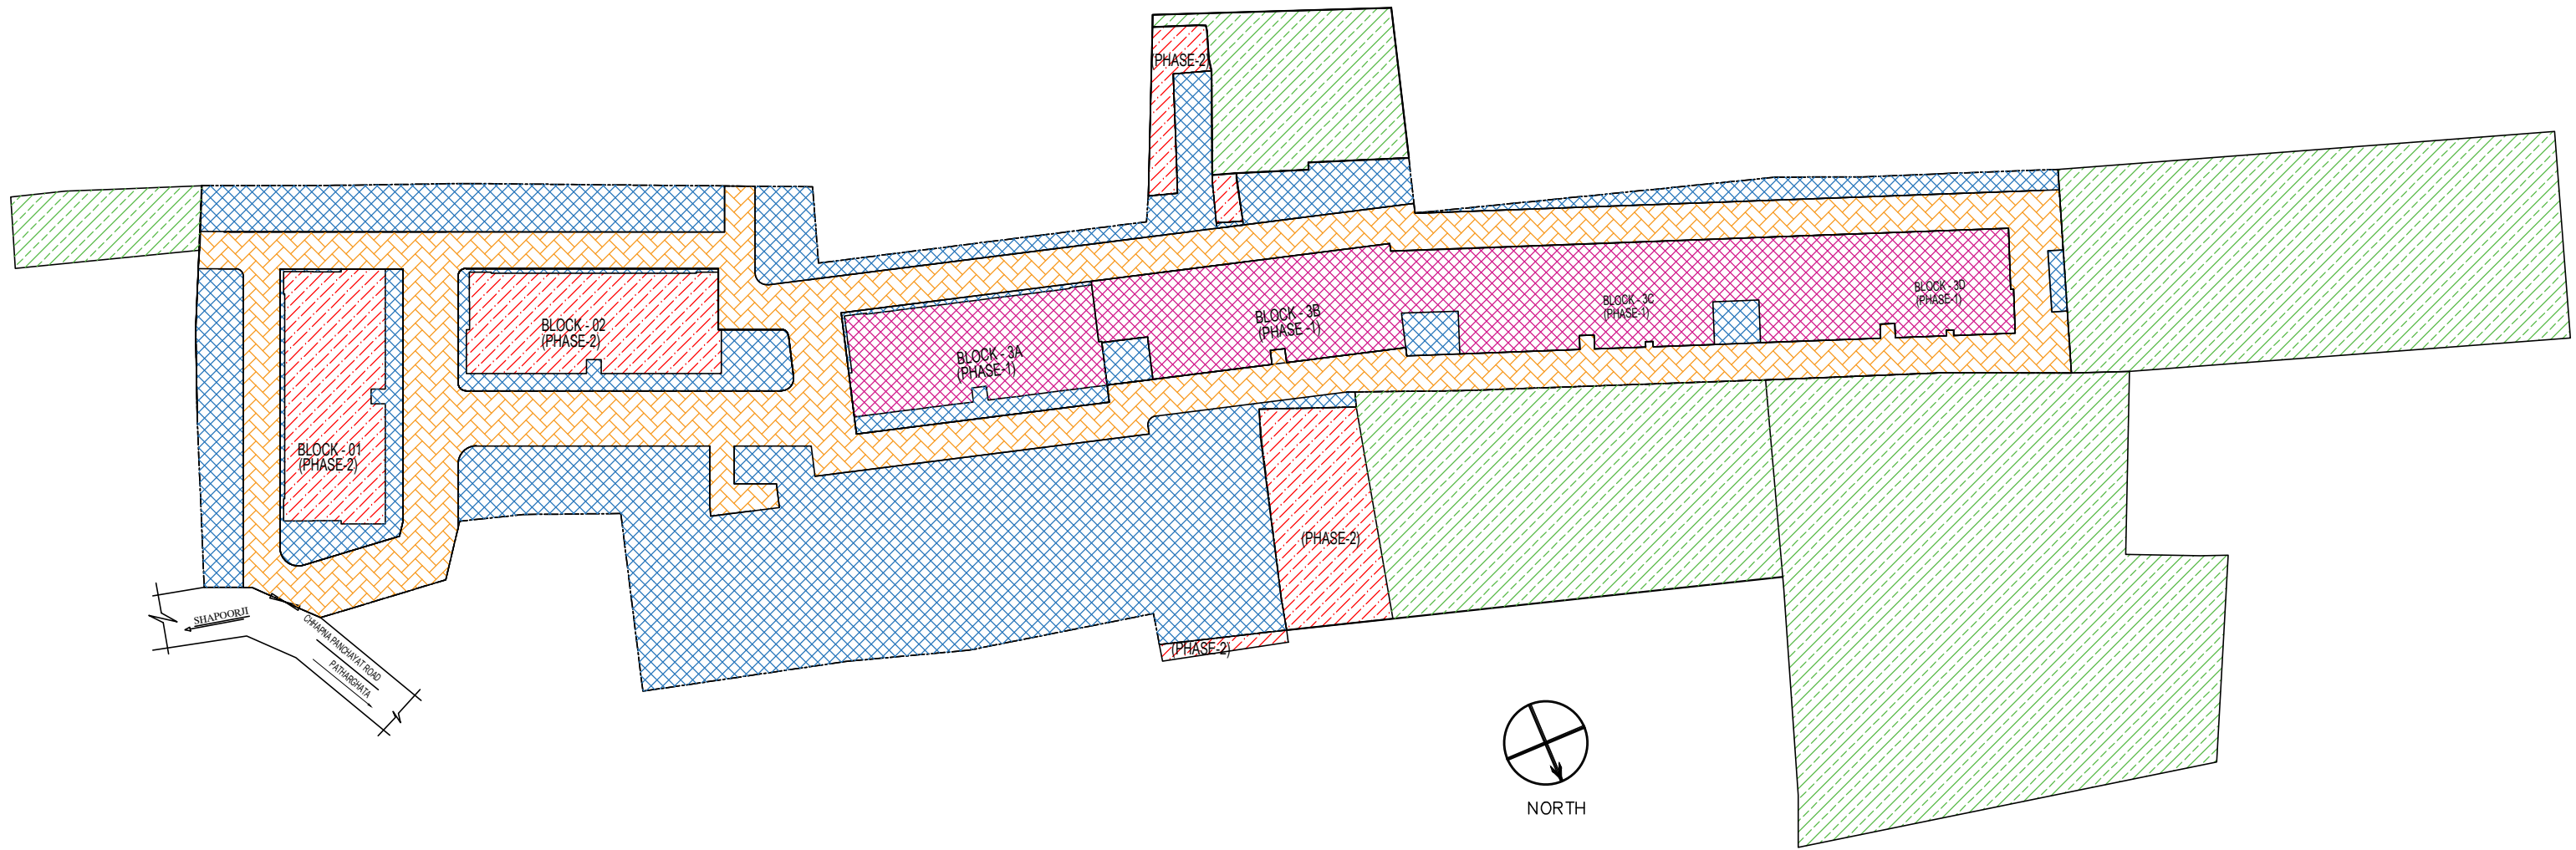 (PHASE-2)
BLOCK - 3D
(PHASE-1)
BLOCK - 3C
(PHASE-1)
BLOCK - 3B
(PHASE -1)
BLOCK - 02
(PHASE-2)
BLOCK - 3A
(PHASE-1)
BLOCK - 01
(PHASE-2)
(PHASE-2)
SHAPOORJI
CHHAPNA PANCHAYAT ROAD
PATHARGHATA
(PHASE-2)
NORTH